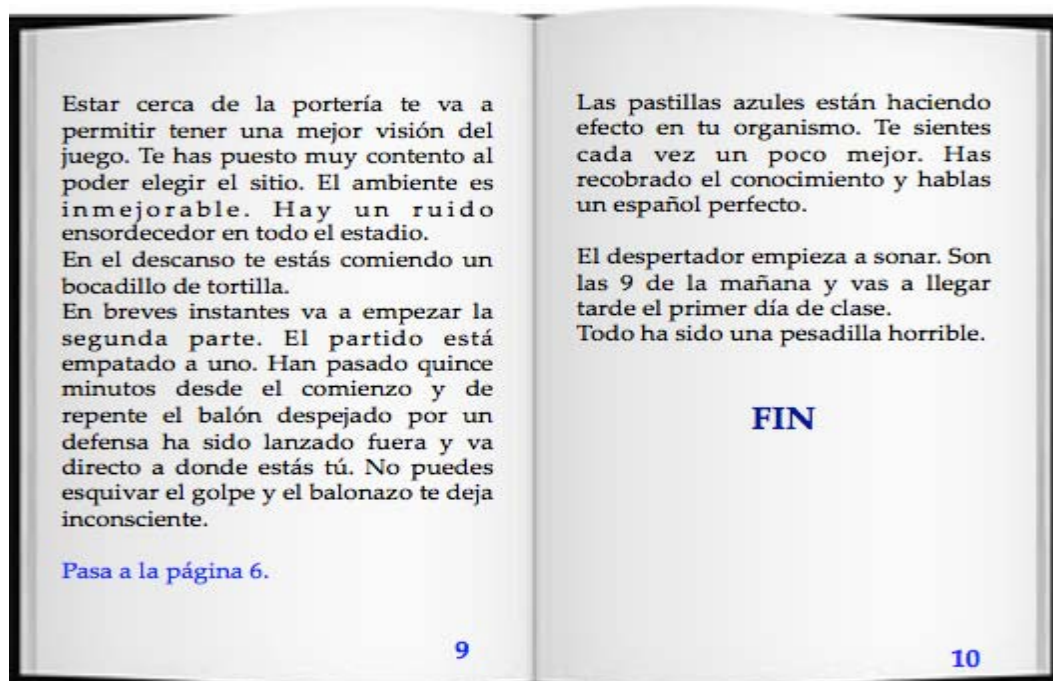 Estar cerca de la portería te va a
permitir tener una mejor visión del
juego. Te has puesto muy contento al
poder elegir el sitio. El ambiente es
inmejorable. Hay un ruido
ensordecedor en todo el estadio.
En el descanso te estás comiendo un
bocadillo de tortilla.
En breves instantes va a empezar la
segunda parte. El partido está
empatado a uno. Han pasado quince
minutos desde el comienzo y de
repente el balón despejado por un
defensa ha sido lanzado fuera y va
directo a donde estás tú. No puedes
esquivar el golpe y el balonazo te deja
inconsciente.
Pasa a la página 6.
9
Las pastillas azules están haciendo
efecto en tu organismo. Te sientes
cada vez un poco mejor. Has
recobrado el conocimiento y hablas
un español perfecto.
El despertador empieza a sonar. Son
las 9 de la mañana y vas a llegar
tarde el primer día de clase.
Todo ha sido una pesadilla horrible.
FIN
10